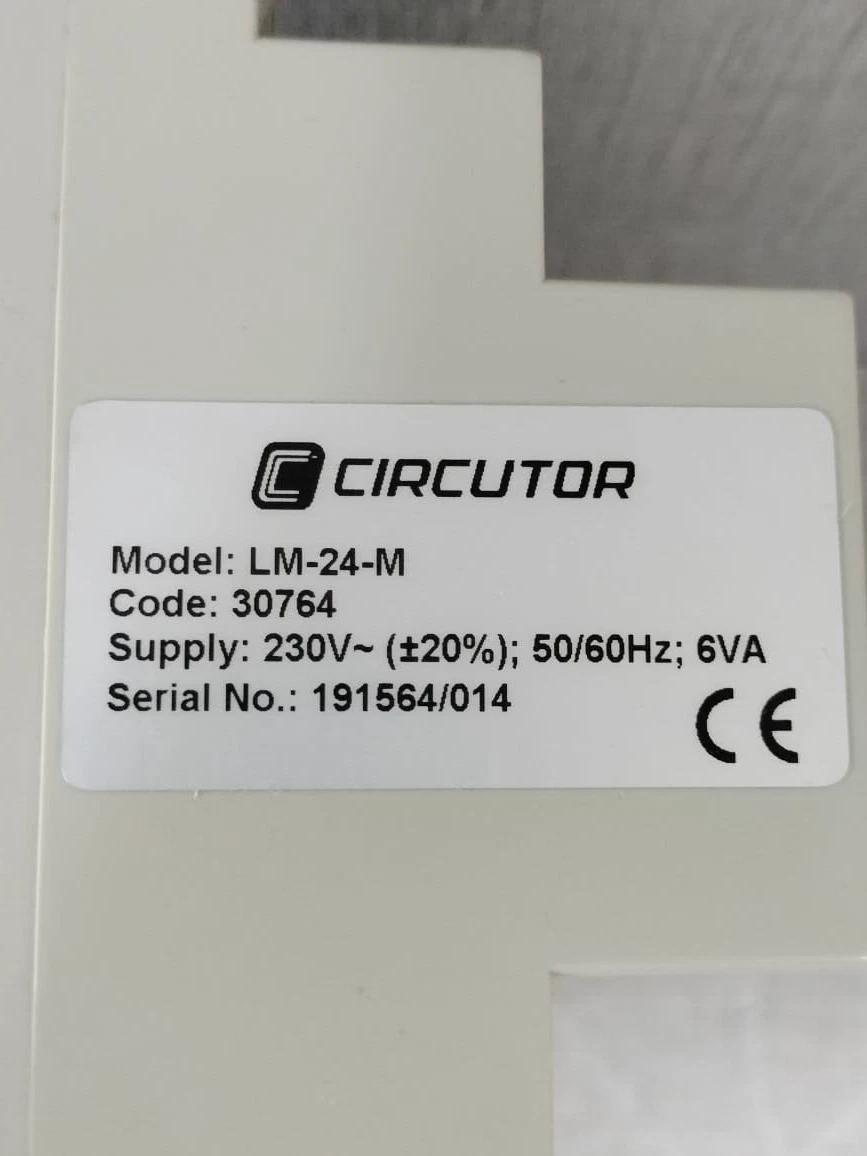 CIRCUTOR
Model: LM-24-M
Code: 30764
Supply: 230V~ (±20%); 50/60Hz; 6VA
Serial No.: 191564/014
CE